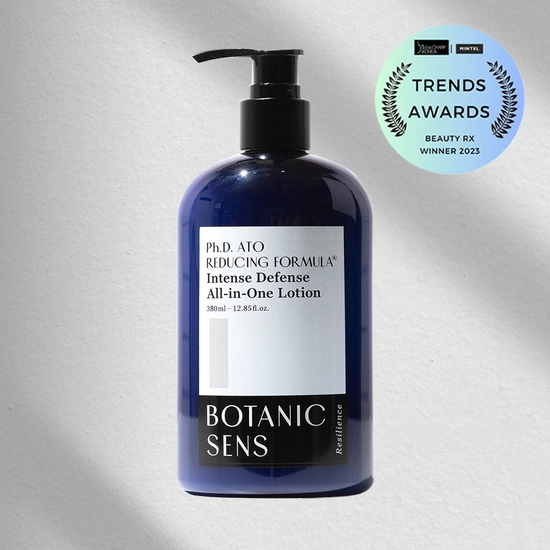 MINTEL
TRENDS
AWARDS
BEAUTY RX
WINNER 2023
Ph.D. ATO
REDUCING FORMULA®
Intense Defense
All-in-One Lotion
380ml–12.85fl.oz.
BOTANIC
SENS
Resilience